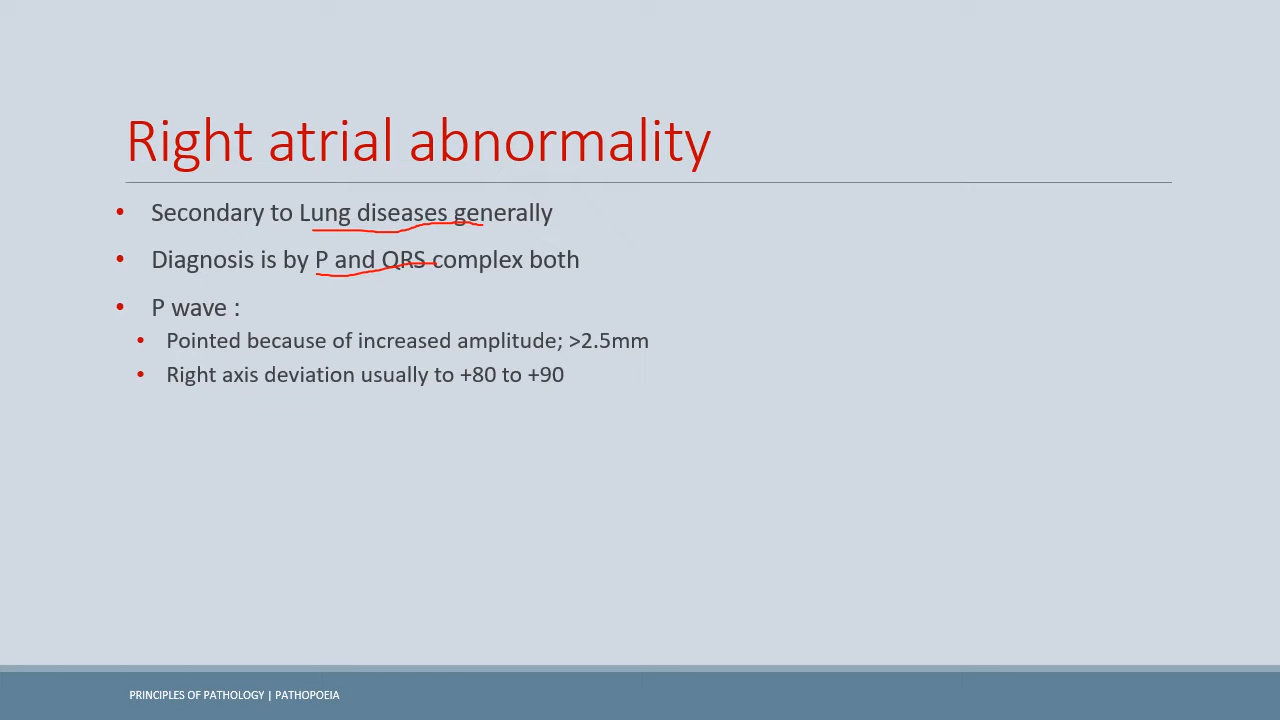 Right atrial abnormality
• Secondary to Lung diseases generally
• Diagnosis is by P and QRS complex both
• P wave :
• Pointed because of increased amplitude; >2.5mm
• Right axis deviation usually to +80 to +90
PRINCIPLES OF PATHOLOGY | PATHOPOEIA